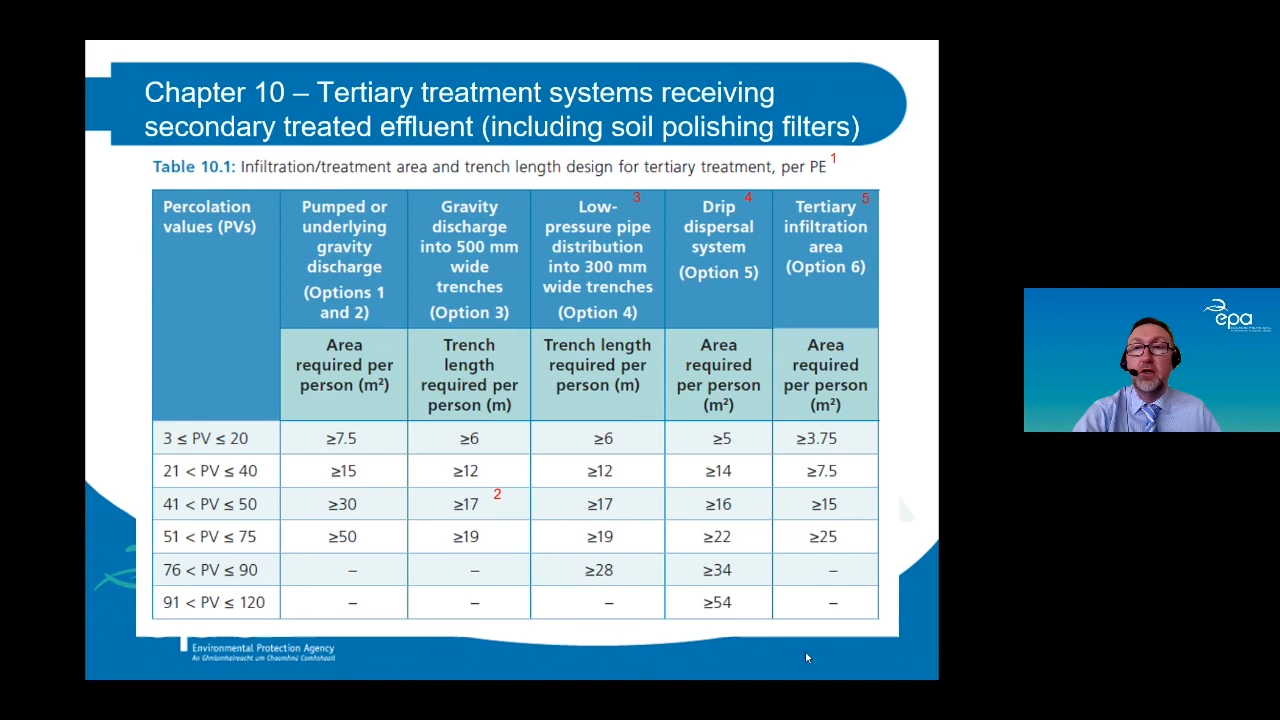 Chapter 10 – Tertiary treatment systems receiving
secondary treated effluent (including soil polishing filters)
Table 10.1: Infiltration/treatment area and trench length design for tertiary treatment, per PE 1
Percolation
values (PVs)
Pumped or
underlying
gravity
discharge
(Options 1
and 2)
Gravity
discharge
into 500 mm
wide
trenches
(Option 3)
3
Low-
pressure pipe
distribution
into 300 mm
wide trenches
(Option 4)
4
Drip
dispersal
system
(Option 5)
5
Tertiary
infiltration
area
(Option 6)
Area
required per
person (m²)
Trench
length
required per
person (m)
Trench length
required per
person (m)
Area
required
per person
(m²)
Area
required
per person
(m²)
3 ≤ PV ≤ 20 ≥7.5 ≥6 ≥6 ≥5 ≥3.75
21 < PV ≤ 40 ≥15 ≥12 ≥12 ≥14 ≥7.5
41 < PV ≤ 50 ≥30 ≥17 2 ≥17 ≥16 ≥15
51 < PV ≤ 75 ≥50 ≥19 ≥19 ≥22 ≥25
76 < PV ≤ 90 – – ≥28 ≥34 –
91 < PV ≤ 120 – – – ≥54 –
Environmental Protection Agency
An Ghníomhaireacht um Chaomhnú Comhshaoil
epa